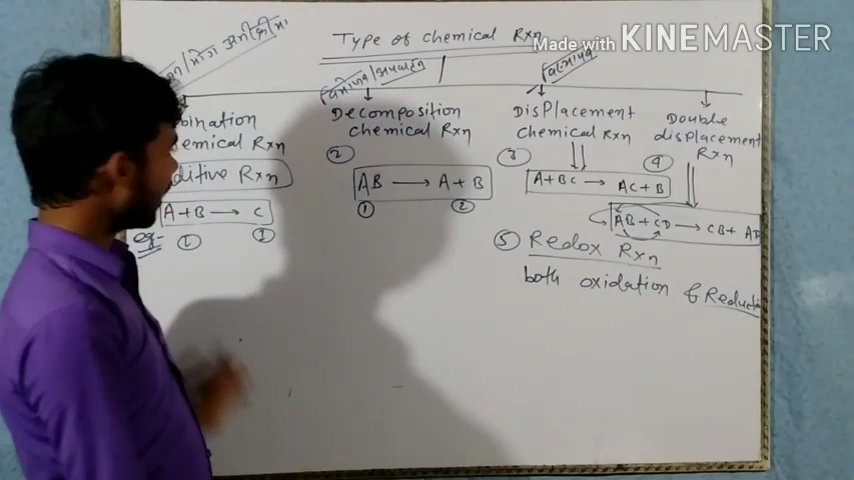 Type of chemical Rxn
Made with KINEMASTER
विस्थापन
Decomposition
chemical Rxn
②
Displacement
chemical Rxn
③
Double
displacement
Rxn
④
bination
emical Rxn
ditive Rxn
A + B → C
eg-
① ①
AB → A + B
① ②
A + BC → AC + B
AB + CD → CB + AD
⑤ Redox Rxn
both oxidation & Reducti